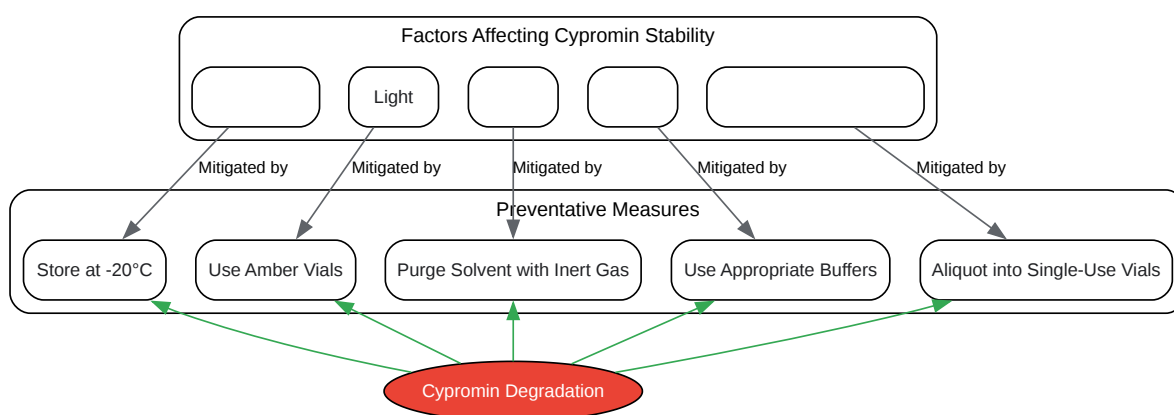 Factors Affecting Cypromin Stability
Light
Mitigated by
Mitigated by
Mitigated by
Mitigated by
Mitigated by
Preventative Measures
Store at -20°C
Use Amber Vials
Purge Solvent with Inert Gas
Use Appropriate Buffers
Aliquot into Single-Use Vials
Cypromin Degradation